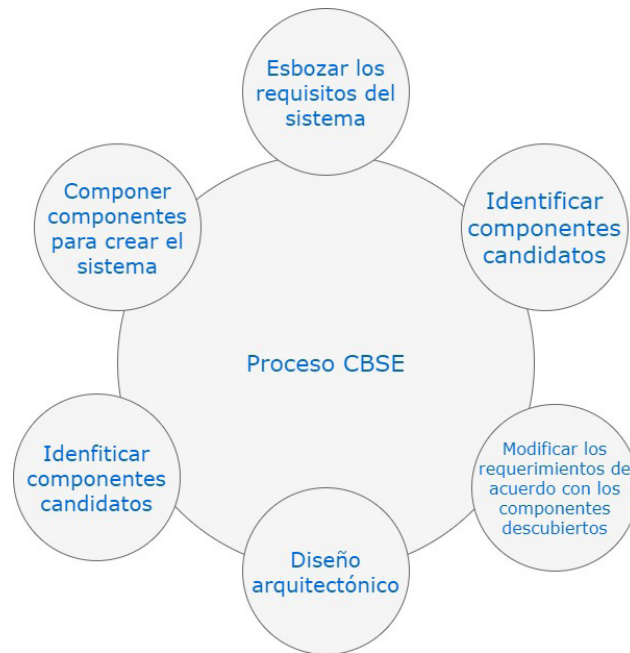 Esbozar los
requisitos del
sistema
Identificar
componentes
candidatos
Modificar los
requerimientos de
acuerdo con los
componentes
descubiertos
Diseño
arquitectónico
Idenfiticar
componentes
candidatos
Componer
componentes
para crear el
sistema
Proceso CBSE